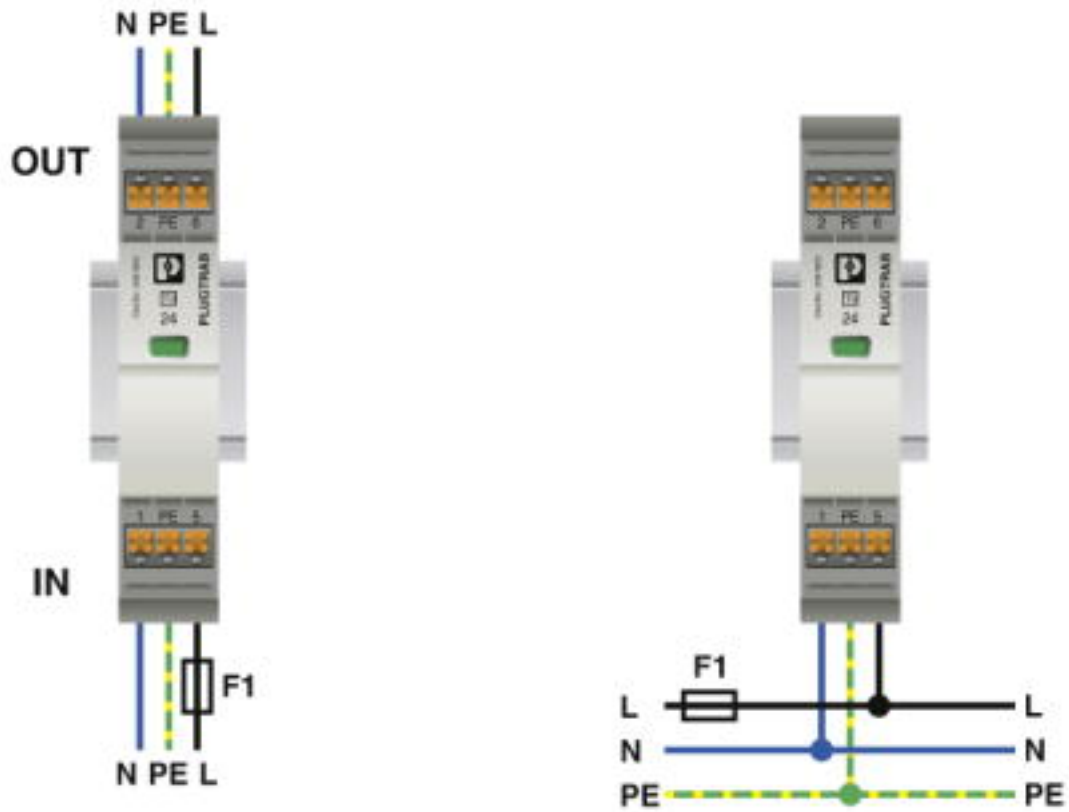 N PE L
OUT
2 PE 6
2 PE 6
PLUGTRAB
24
PLUGTRAB
24
1 PE 5
1 PE 5
IN
F1
F1
L L
N N
N PE L
PE PE